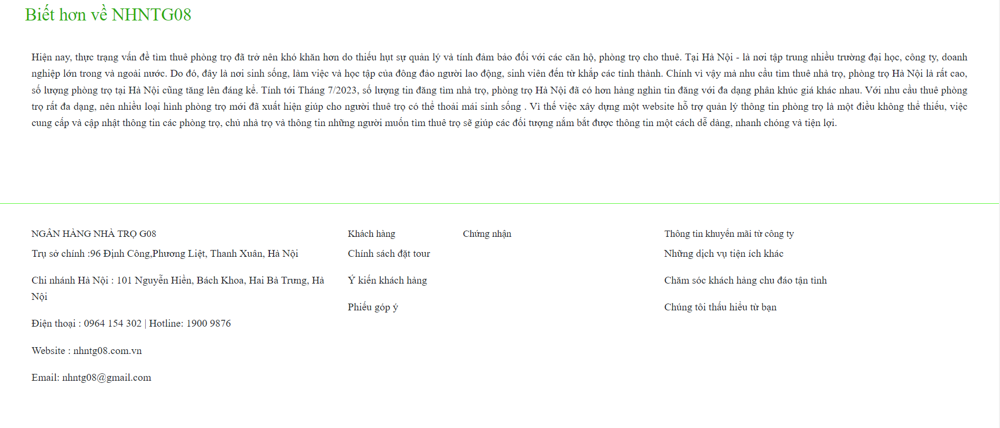 Biết hơn về NHNTG08
Hiện nay, thực trạng vấn đề tìm thuê phòng trọ đã trở nên khó khăn hơn do thiếu hụt sự quản lý và tính đảm bảo đối với các căn hộ, phòng trọ cho thuê. Tại Hà Nội - là nơi tập trung nhiều trường đại học, công ty, doanh
nghiệp lớn trong và ngoài nước. Do đó, đây là nơi sinh sống, làm việc và học tập của đông đảo người lao động, sinh viên đến từ khắp các tỉnh thành. Chính vì vậy mà nhu cầu tìm thuê nhà trọ, phòng trọ Hà Nội là rất cao,
số lượng phòng trọ tại Hà Nội cũng tăng lên đáng kể. Tính tới Tháng 7/2023, số lượng tin đăng tìm nhà trọ, phòng trọ Hà Nội đã có hơn hàng nghìn tin đăng với đa dạng phân khúc giá khác nhau. Với nhu cầu thuê phòng
trọ rất đa dạng, nên nhiều loại hình phòng trọ mới đã xuất hiện giúp cho người thuê trọ có thể thoải mái sinh sống . Vì thế việc xây dựng một website hỗ trợ quản lý thông tin phòng trọ là một điều không thể thiếu, việc
cung cấp và cập nhật thông tin các phòng trọ, chủ nhà trọ và thông tin những người muốn tìm thuê trọ sẽ giúp các đối tượng nắm bắt được thông tin một cách dễ dàng, nhanh chóng và tiện lợi.
NGÂN HÀNG NHÀ TRỌ G08
Trụ sở chính :96 Định Công,Phương Liệt, Thanh Xuân, Hà Nội
Chi nhánh Hà Nội : 101 Nguyễn Hiền, Bách Khoa, Hai Bà Trưng, Hà
Nội
Điện thoại : 0964 154 302 | Hotline: 1900 9876
Website : nhntg08.com.vn
Email: nhntg08@gmail.com
Khách hàng
Chính sách đặt tour
Ý kiến khách hàng
Phiếu góp ý
Chứng nhận
Thông tin khuyến mãi từ công ty
Những dịch vụ tiện ích khác
Chăm sóc khách hàng chu đáo tận tình
Chúng tôi thấu hiểu từ bạn